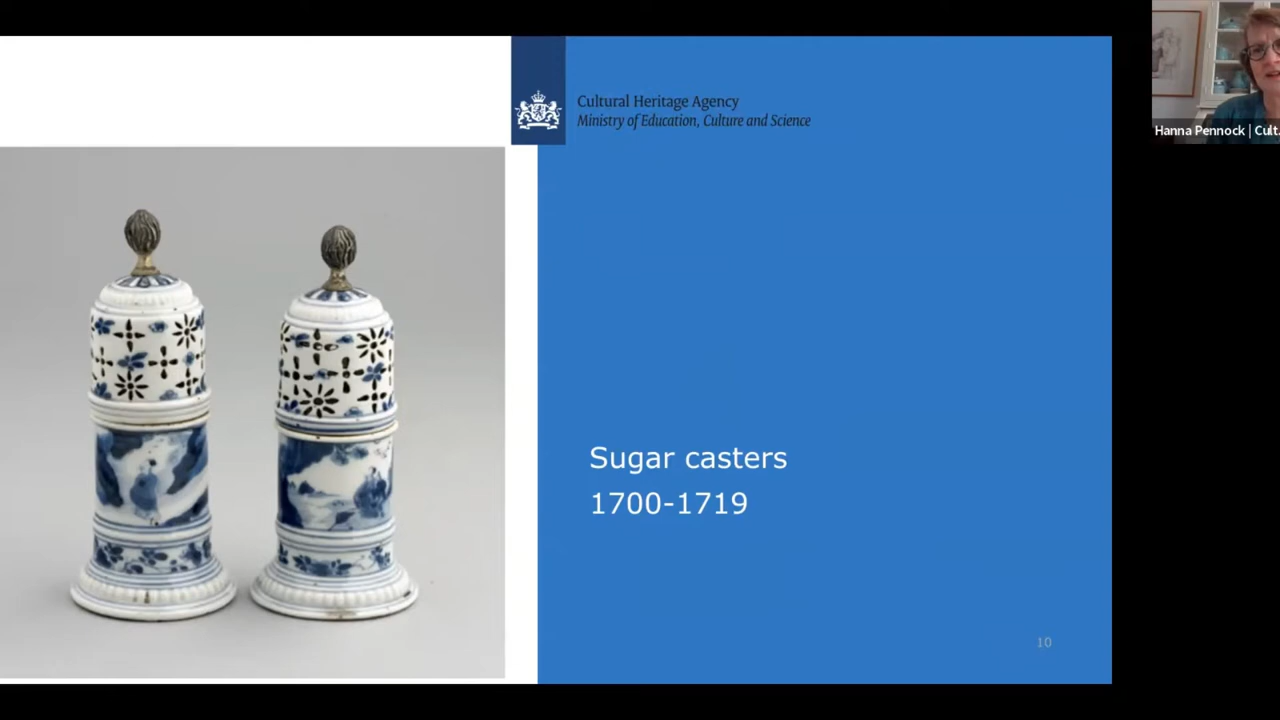 Cultural Heritage Agency
Ministry of Education, Culture and Science
Hanna Pennock | Cult.
Sugar casters
1700-1719
10